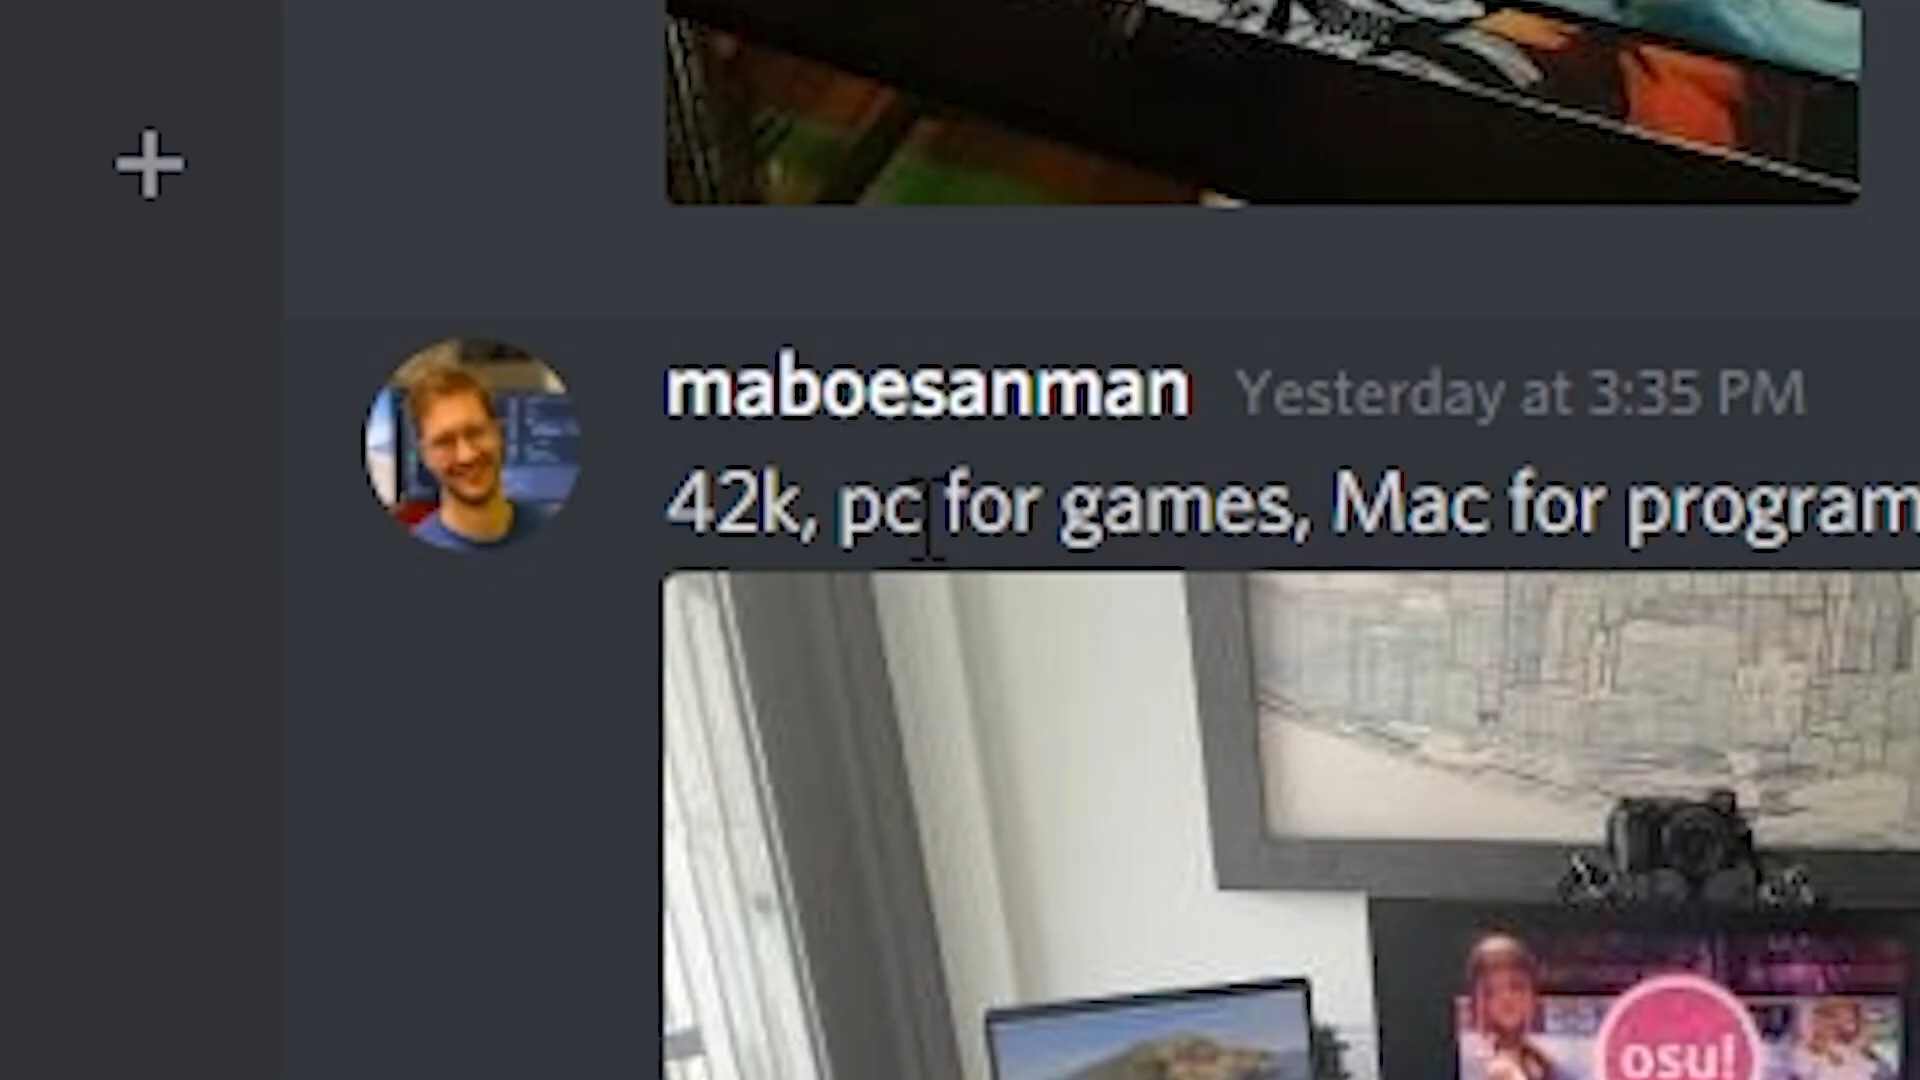 maboesanman Yesterday at 3:35 PM
42k, pc for games, Mac for program
osu!